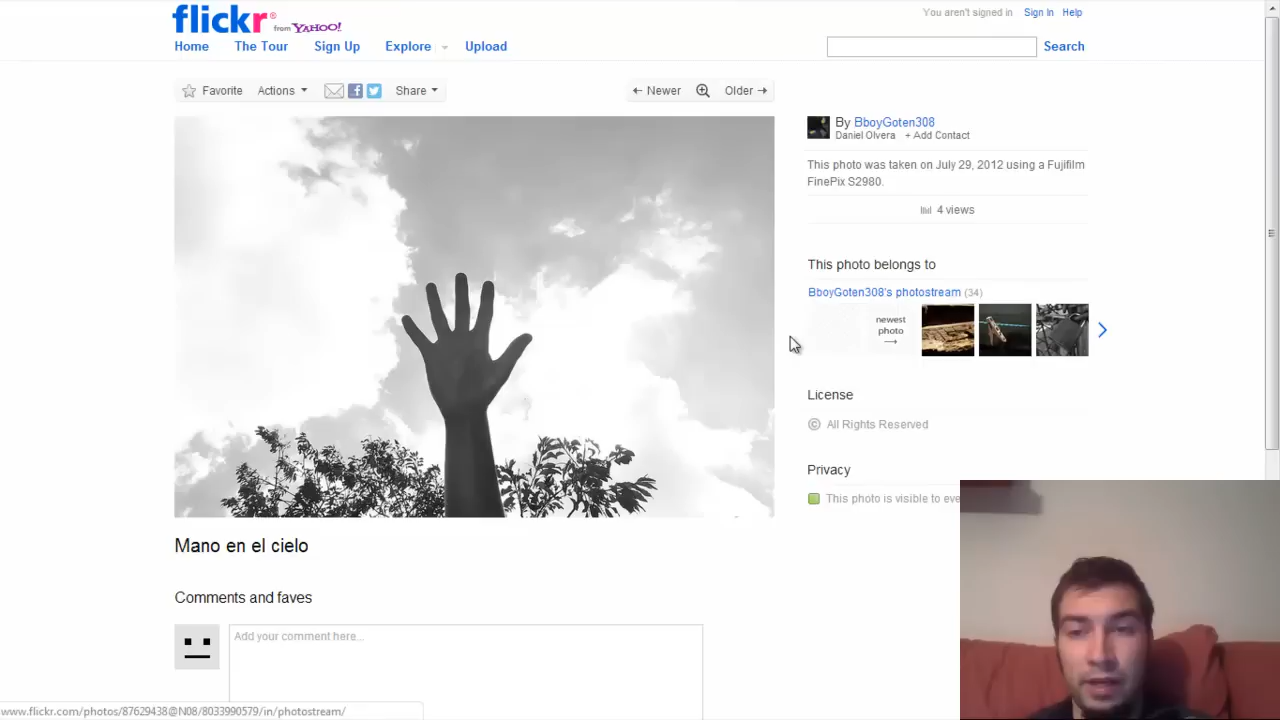 flickr® from YAHOO!
You aren't signed in Sign In Help
Home The Tour Sign Up Explore Upload
Search
Favorite Actions Share
← Newer Older →
By BboyGoten308
Daniel Olvera + Add Contact
This photo was taken on July 29, 2012 using a Fujifilm
FinePix S2980.
4 views
This photo belongs to
BboyGoten308's photostream (34)
newest
photo
→
License
© All Rights Reserved
Privacy
This photo is visible to eve
Mano en el cielo
Comments and faves
Add your comment here...
www.flickr.com/photos/87629438@N08/8033990579/in/photostream/